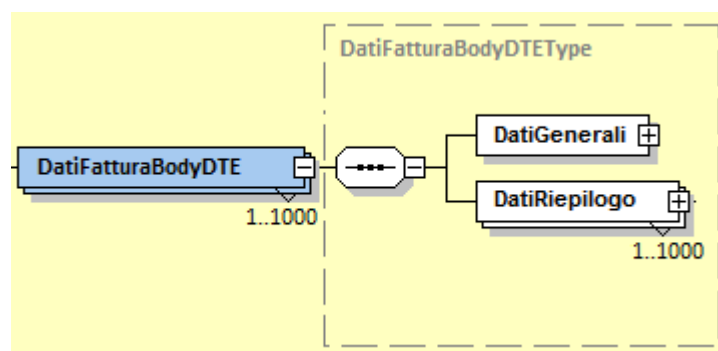 DatiFatturaBodyDTEType
DatiGenerali
DatiFatturaBodyDTE
DatiRiepilogo
1..1000
1..1000